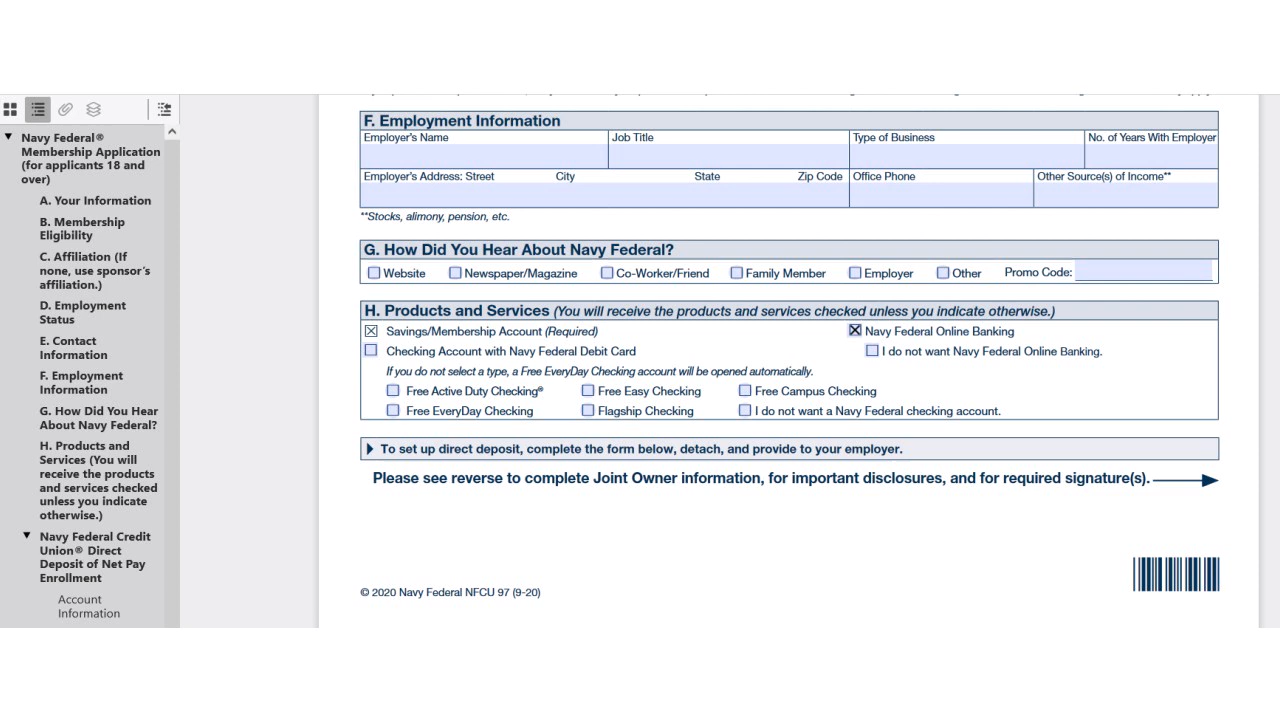 Navy Federal®
Membership Application
(for applicants 18 and
over)
A. Your Information
B. Membership
Eligibility
C. Affiliation (If
none, use sponsor's
affiliation.)
D. Employment
Status
E. Contact
Information
F. Employment
Information
G. How Did You Hear
About Navy Federal?
H. Products and
Services (You will
receive the products
and services checked
unless you indicate
otherwise.)
Navy Federal Credit
Union® Direct
Deposit of Net Pay
Enrollment
Account
Information
F. Employment Information
Employer's Name Job Title Type of Business No. of Years With Employer
Employer's Address: Street City State Zip Code Office Phone Other Source(s) of Income**
**Stocks, alimony, pension, etc.
G. How Did You Hear About Navy Federal?
Website Newspaper/Magazine Co-Worker/Friend Family Member Employer Other Promo Code:
H. Products and Services (You will receive the products and services checked unless you indicate otherwise.)
Savings/Membership Account (Required) Navy Federal Online Banking
Checking Account with Navy Federal Debit Card I do not want Navy Federal Online Banking.
If you do not select a type, a Free EveryDay Checking account will be opened automatically.
Free Active Duty Checking® Free Easy Checking Free Campus Checking
Free EveryDay Checking Flagship Checking I do not want a Navy Federal checking account.
To set up direct deposit, complete the form below, detach, and provide to your employer.
Please see reverse to complete Joint Owner information, for important disclosures, and for required signature(s).
© 2020 Navy Federal NFCU 97 (9-20)